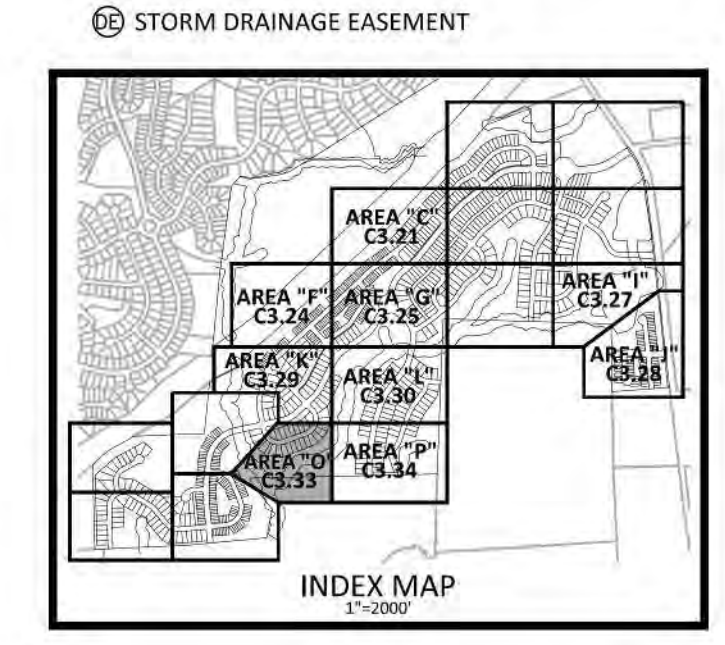 DE STORM DRAINAGE EASEMENT
AREA "C"
C3.21
AREA "F"
C3.24
AREA "G"
C3.25
AREA "I"
C3.27
AREA "J"
C3.28
AREA "K"
C3.29
AREA "L"
C3.30
AREA "O"
C3.33
AREA "P"
C3.34
INDEX MAP
1"=2000'